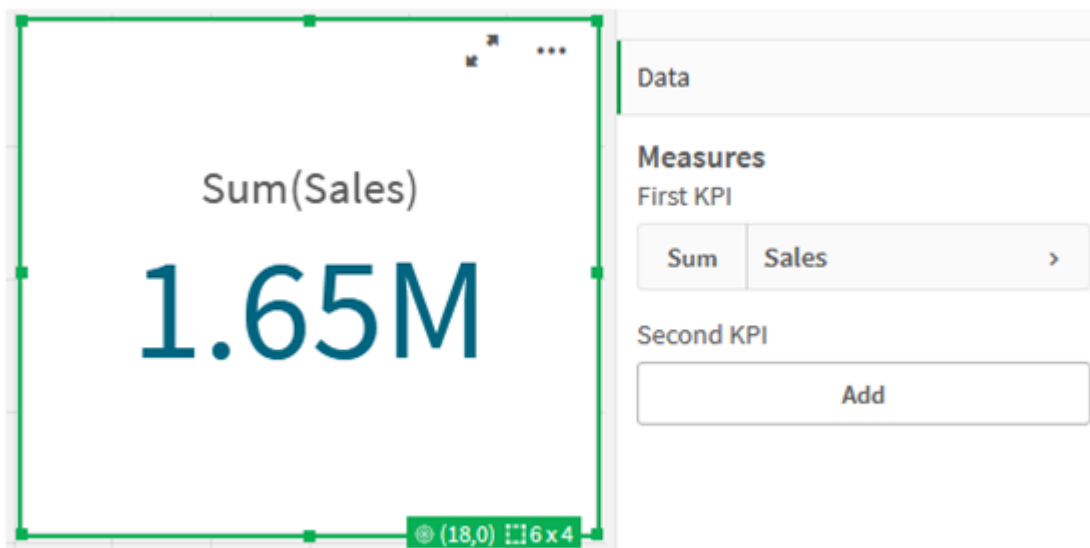 Sum(Sales)
1.65M
(18,0) 6 x 4
Data
Measures
First KPI
Sum Sales
Second KPI
Add